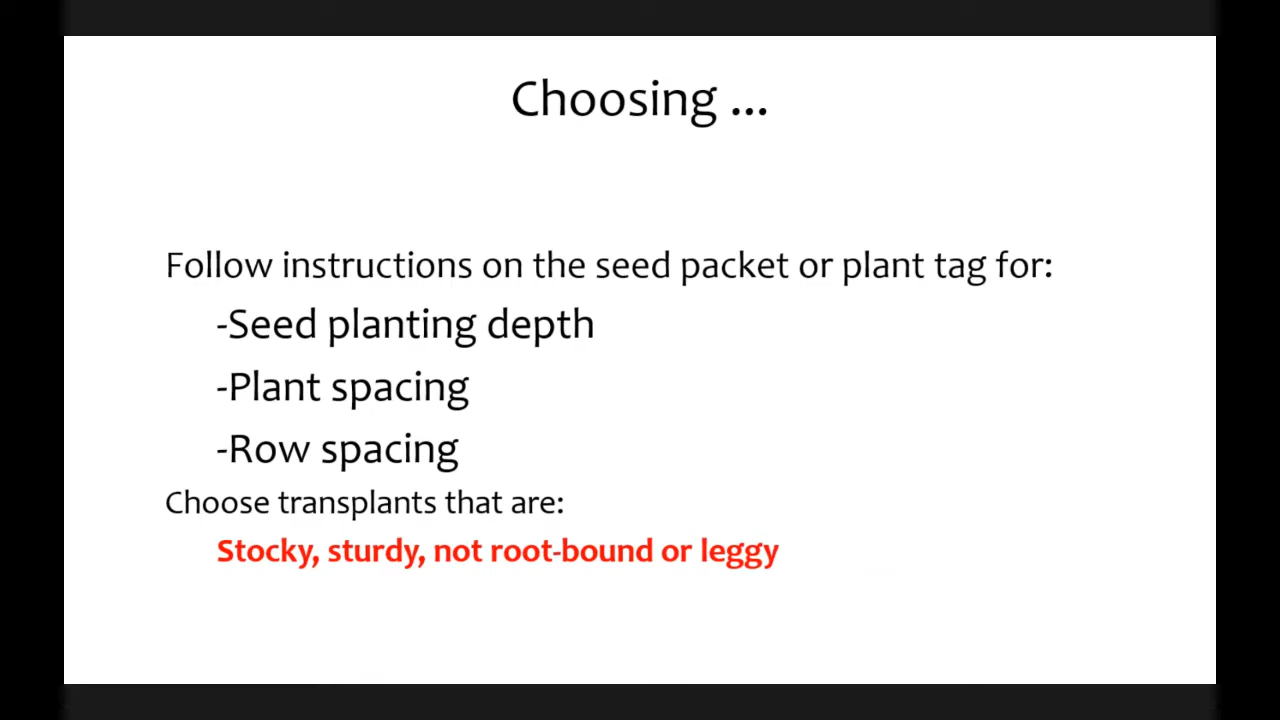 Choosing ...
Follow instructions on the seed packet or plant tag for:
-Seed planting depth
-Plant spacing
-Row spacing
Choose transplants that are:
Stocky, sturdy, not root-bound or leggy